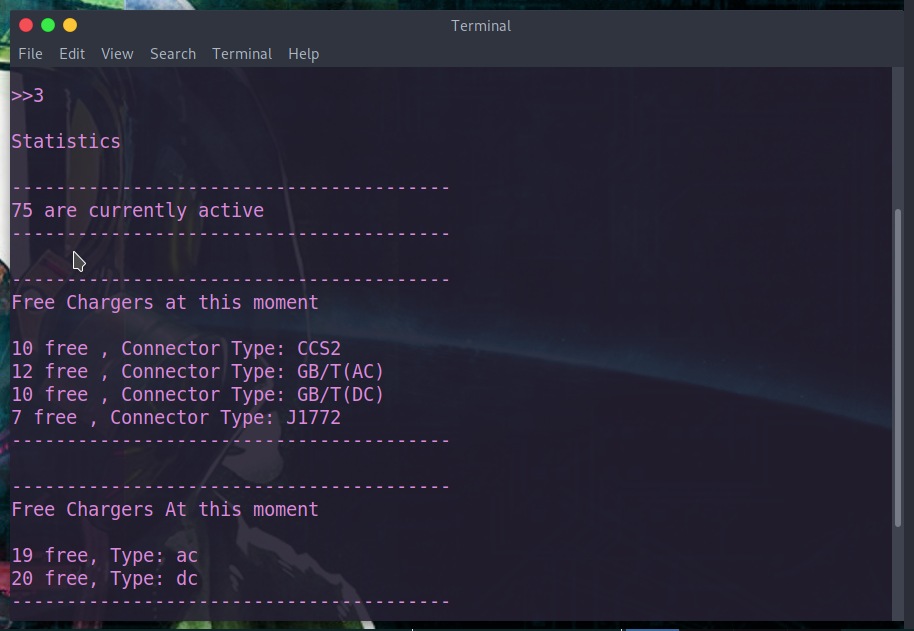 Terminal
File Edit View Search Terminal Help
>>3
Statistics
----------------------------------------
75 are currently active
----------------------------------------
----------------------------------------
Free Chargers at this moment
10 free , Connector Type: CCS2
12 free , Connector Type: GB/T(AC)
10 free , Connector Type: GB/T(DC)
7 free , Connector Type: J1772
----------------------------------------
----------------------------------------
Free Chargers At this moment
19 free, Type: ac
20 free, Type: dc
----------------------------------------